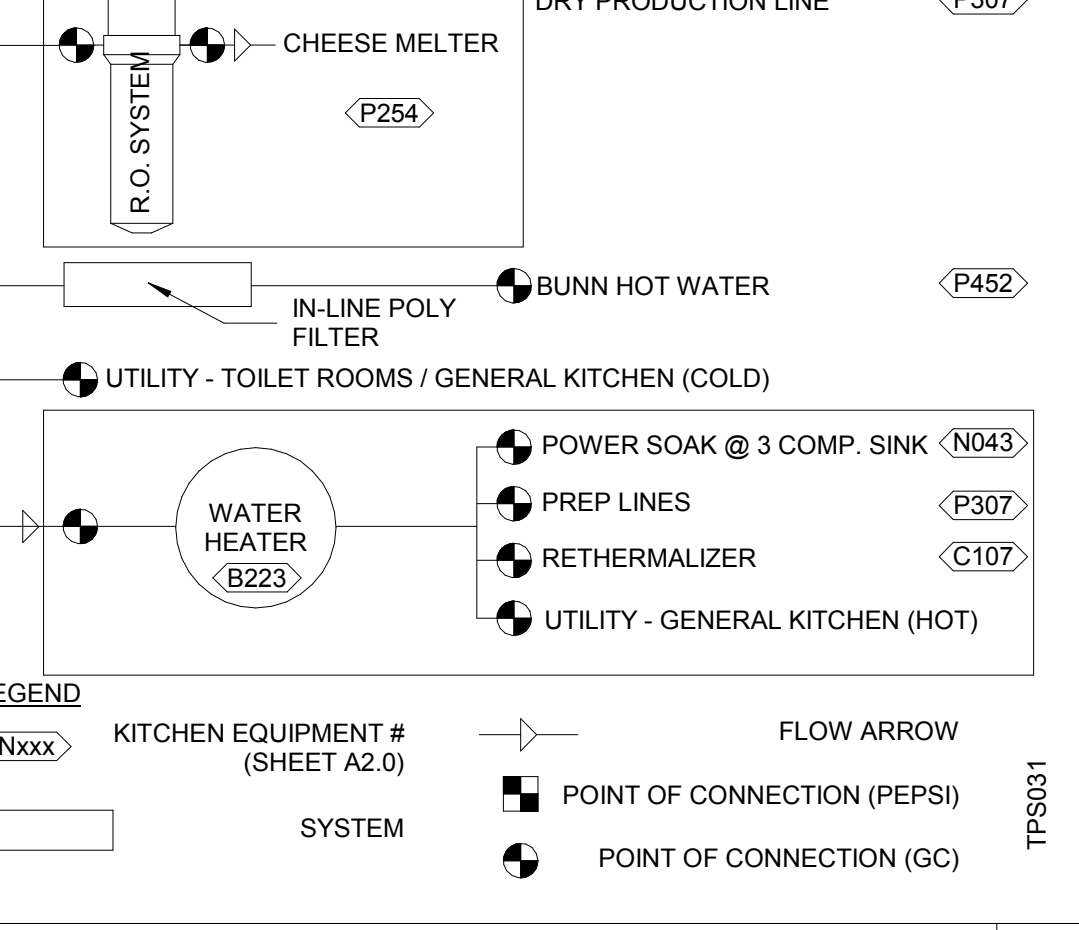 DRY PRODUCTION LINE
P307
CHEESE MELTER
P254
R.O. SYSTEM
BUNN HOT WATER
P452
IN-LINE POLY
FILTER
UTILITY - TOILET ROOMS / GENERAL KITCHEN (COLD)
WATER
HEATER
B223
POWER SOAK @ 3 COMP. SINK
N043
PREP LINES
P307
RETHERMALIZER
C107
UTILITY - GENERAL KITCHEN (HOT)
EGEND
Nxxx
KITCHEN EQUIPMENT #
(SHEET A2.0)
SYSTEM
FLOW ARROW
POINT OF CONNECTION (PEPSI)
POINT OF CONNECTION (GC)
TPS031